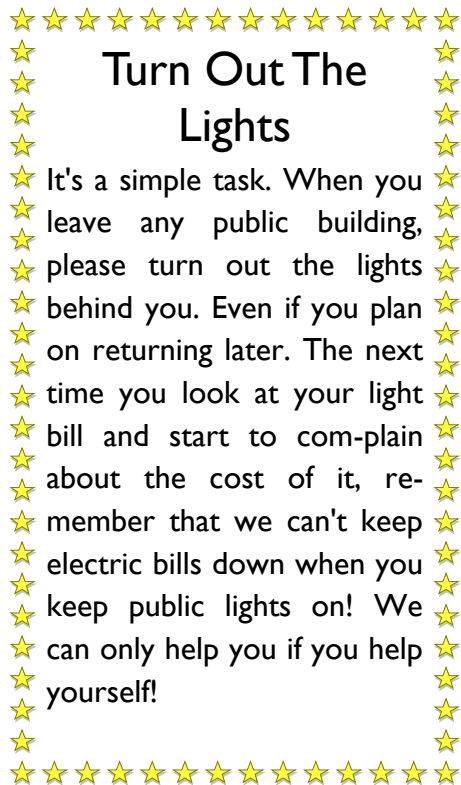 Turn Out The
Lights
It's a simple task. When you
leave any public building,
please turn out the lights
behind you. Even if you plan
on returning later. The next
time you look at your light
bill and start to com-plain
about the cost of it, re-
member that we can't keep
electric bills down when you
keep public lights on! We
can only help you if you help
yourself!